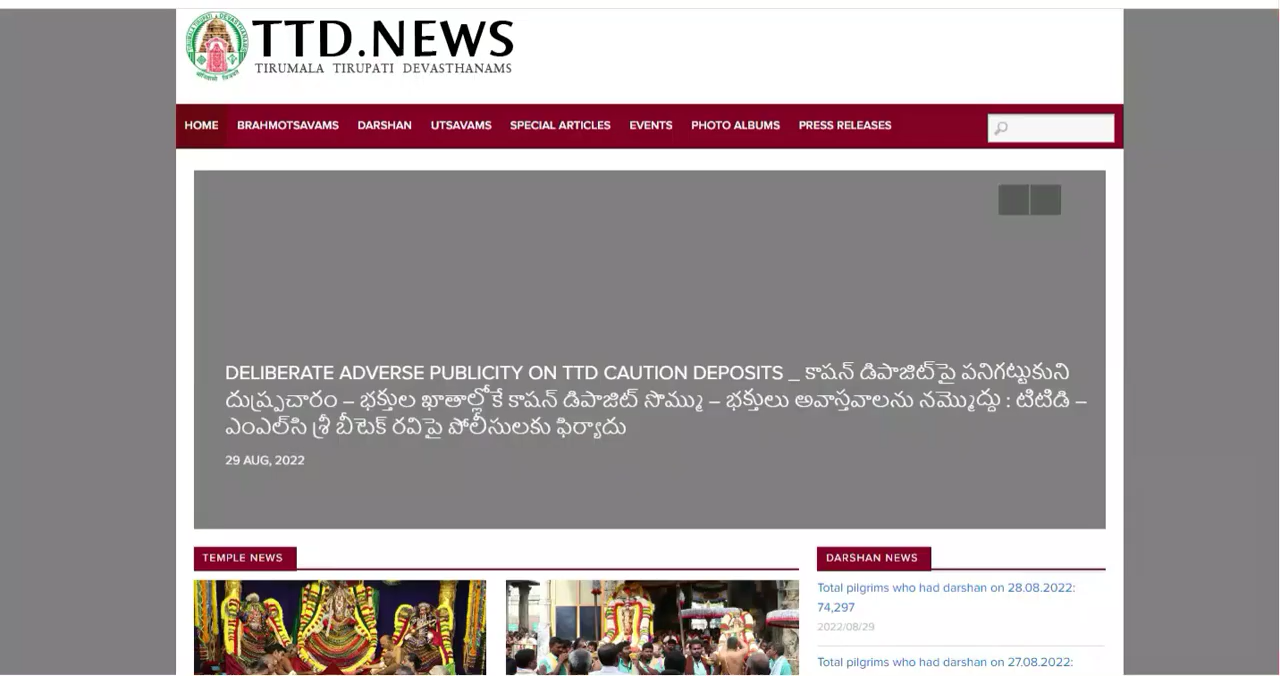 TTD.NEWS
TIRUMALA TIRUPATI DEVASTHANAMS
HOME BRAHMOTSAVAMS DARSHAN UTSAVAMS SPECIAL ARTICLES EVENTS PHOTO ALBUMS PRESS RELEASES
DELIBERATE ADVERSE PUBLICITY ON TTD CAUTION DEPOSITS _ కాషన్ డిపాజిట్‌పై పనిగట్టుకుని
దుష్ప్రచారం – భక్తుల ఖాతాల్లోకే కాషన్ డిపాజిట్ సొమ్ము – భక్తులు అవాస్తవాలను నమ్మొద్దు : టిటిడి –
ఎంఎల్‌సి శ్రీ బీటెక్ రవిపై పోలీసులకు ఫిర్యాదు
29 AUG, 2022
TEMPLE NEWS
DARSHAN NEWS
Total pilgrims who had darshan on 28.08.2022:
74,297
2022/08/29
Total pilgrims who had darshan on 27.08.2022: